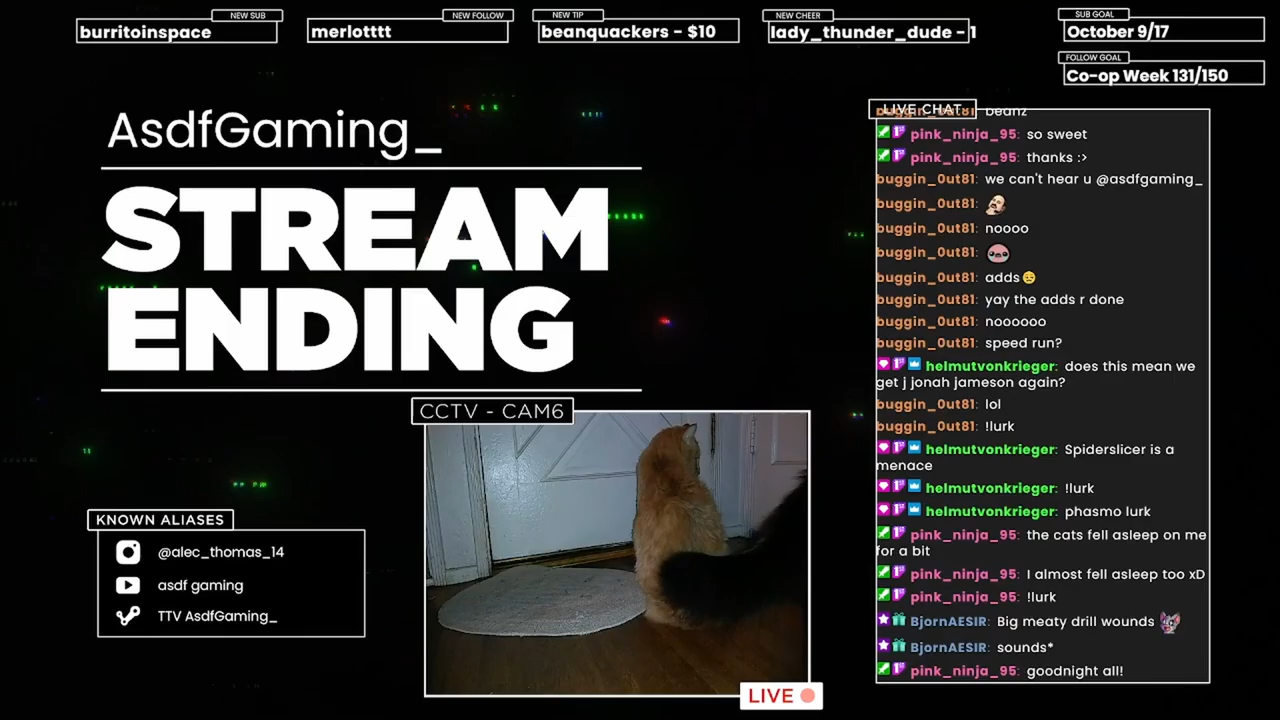 NEW SUB
burritoinspace
NEW FOLLOW
merlotttt
NEW TIP
beanquackers - $10
NEW CHEER
lady_thunder_dude - 1
SUB GOAL
October 9/17
FOLLOW GOAL
Co-op Week 131/150
AsdfGaming_
STREAM
ENDING
CCTV - CAM6
LIVE
KNOWN ALIASES
@alec_thomas_14
asdf gaming
TTV AsdfGaming_
LIVE CHAT
buggin_0ut81: beanz
pink_ninja_95: so sweet
pink_ninja_95: thanks :>
buggin_0ut81: we can't hear u @asdfgaming_
buggin_0ut81:
buggin_0ut81: noooo
buggin_0ut81:
buggin_0ut81: adds😔
buggin_0ut81: yay the adds r done
buggin_0ut81: noooooo
buggin_0ut81: speed run?
helmutvonkrieger: does this mean we
get j jonah jameson again?
buggin_0ut81: lol
buggin_0ut81: !lurk
helmutvonkrieger: Spiderslicer is a
menace
helmutvonkrieger: !lurk
helmutvonkrieger: phasmo lurk
pink_ninja_95: the cats fell asleep on me
for a bit
pink_ninja_95: I almost fell asleep too xD
pink_ninja_95: !lurk
BjornAESIR: Big meaty drill wounds
BjornAESIR: sounds*
pink_ninja_95: goodnight all!